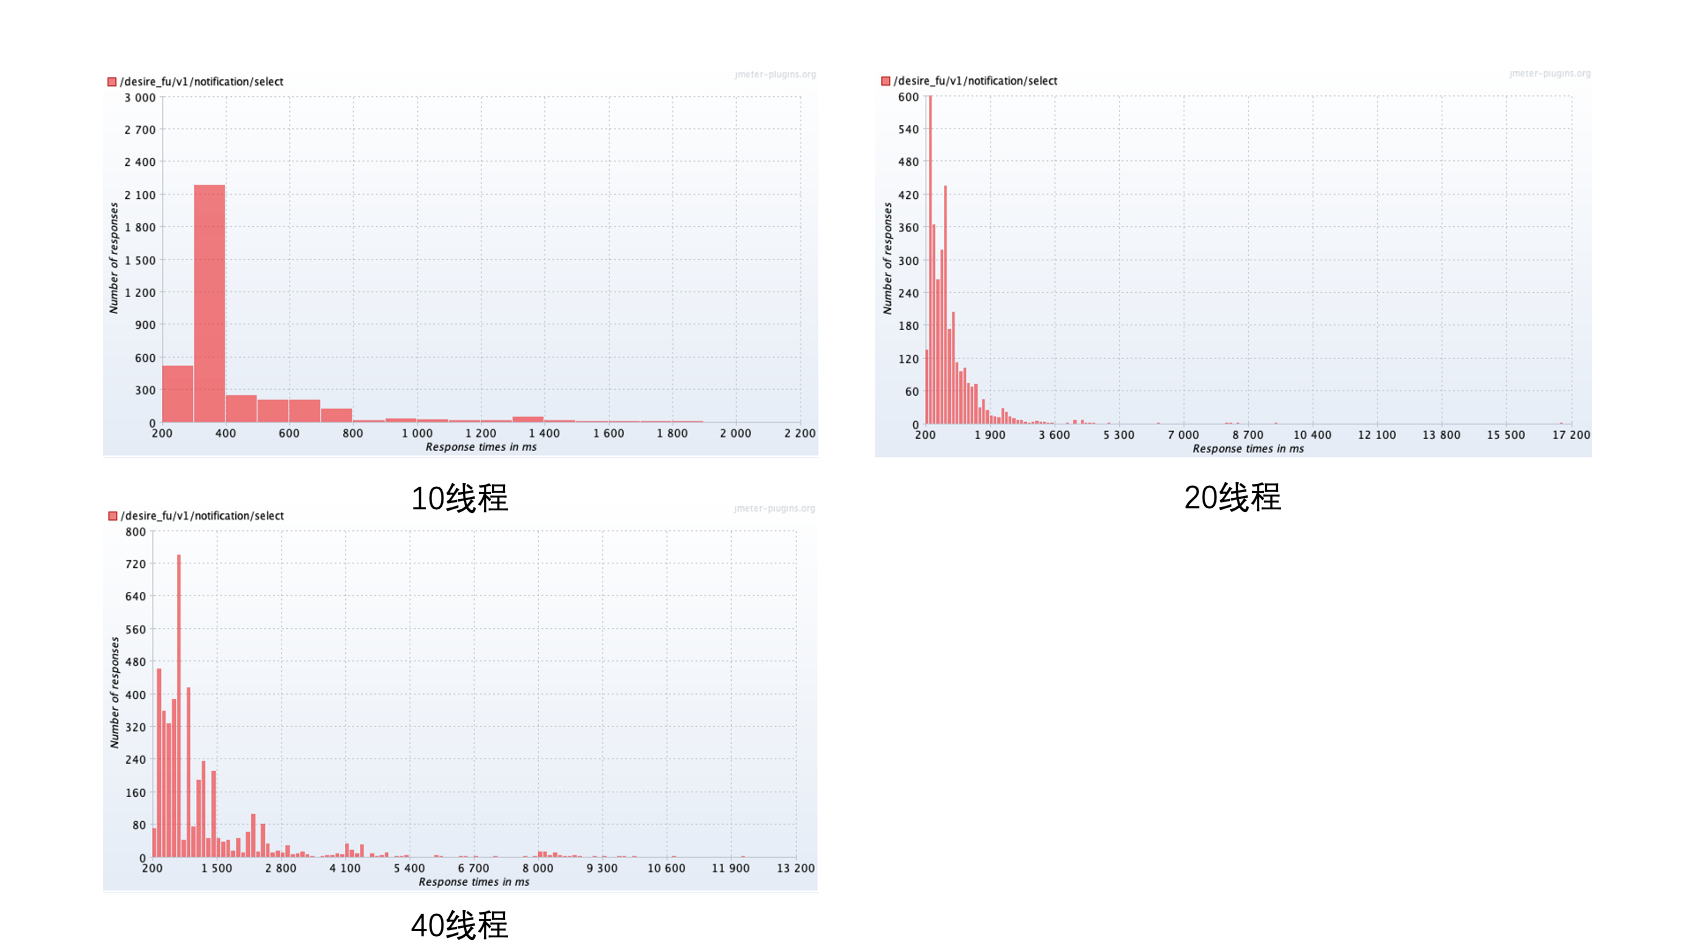 /desire_fu/v1/notification/select
jmeter-plugins.org
3 000
2 700
2 400
2 100
1 800
1 500
1 200
900
600
300
0
Number of responses
200 400 600 800 1 000 1 200 1 400 1 600 1 800 2 000 2 200
Response times in ms
10线程
/desire_fu/v1/notification/select
jmeter-plugins.org
600
540
480
420
360
300
240
180
120
60
0
Number of responses
200 1 900 3 600 5 300 7 000 8 700 10 400 12 100 13 800 15 500 17 200
Response times in ms
20线程
/desire_fu/v1/notification/select
jmeter-plugins.org
800
720
640
560
480
400
320
240
160
80
0
Number of responses
200 1 500 2 800 4 100 5 400 6 700 8 000 9 300 10 600 11 900 13 200
Response times in ms
40线程